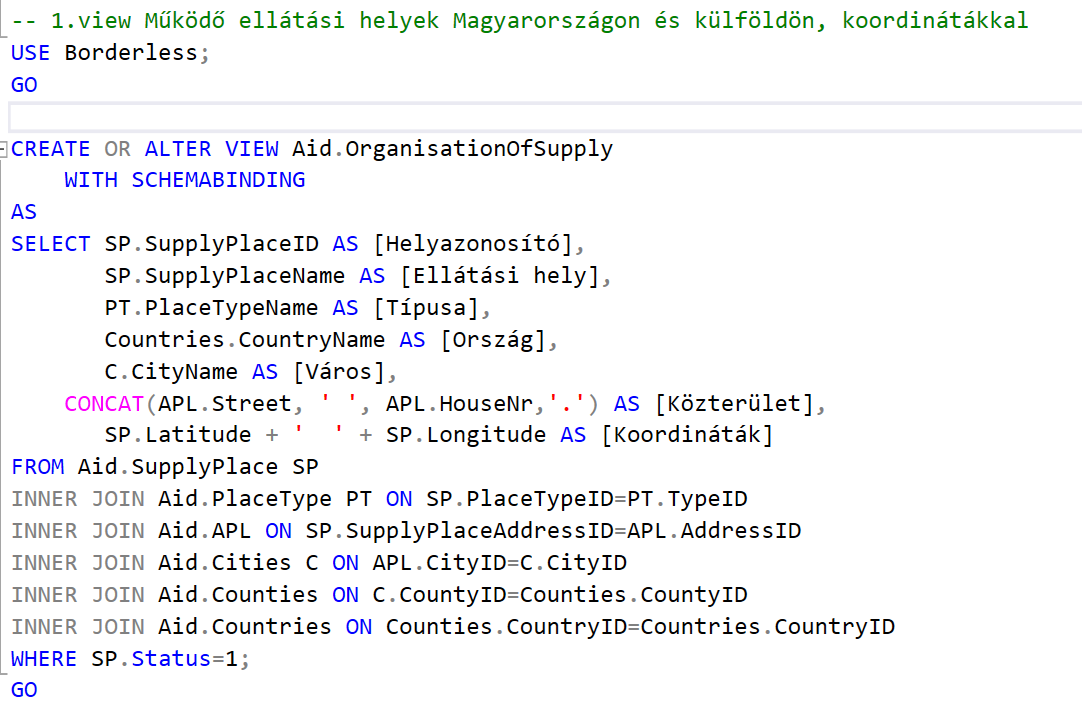 -- 1.view Működő ellátási helyek Magyarországon és külföldön, koordinátákkal
USE Borderless;
GO
CREATE OR ALTER VIEW Aid.OrganisationOfSupply
WITH SCHEMABINDING
AS
SELECT SP.SupplyPlaceID AS [Helyazonosító],
SP.SupplyPlaceName AS [Ellátási hely],
PT.PlaceTypeName AS [Típusa],
Countries.CountryName AS [Ország],
C.CityName AS [Város],
CONCAT(APL.Street, ' ', APL.HouseNr,'.') AS [Közterület],
SP.Latitude + '  ' + SP.Longitude AS [Koordináták]
FROM Aid.SupplyPlace SP
INNER JOIN Aid.PlaceType PT ON SP.PlaceTypeID=PT.TypeID
INNER JOIN Aid.APL ON SP.SupplyPlaceAddressID=APL.AddressID
INNER JOIN Aid.Cities C ON APL.CityID=C.CityID
INNER JOIN Aid.Counties ON C.CountyID=Counties.CountyID
INNER JOIN Aid.Countries ON Counties.CountryID=Countries.CountryID
WHERE SP.Status=1;
GO